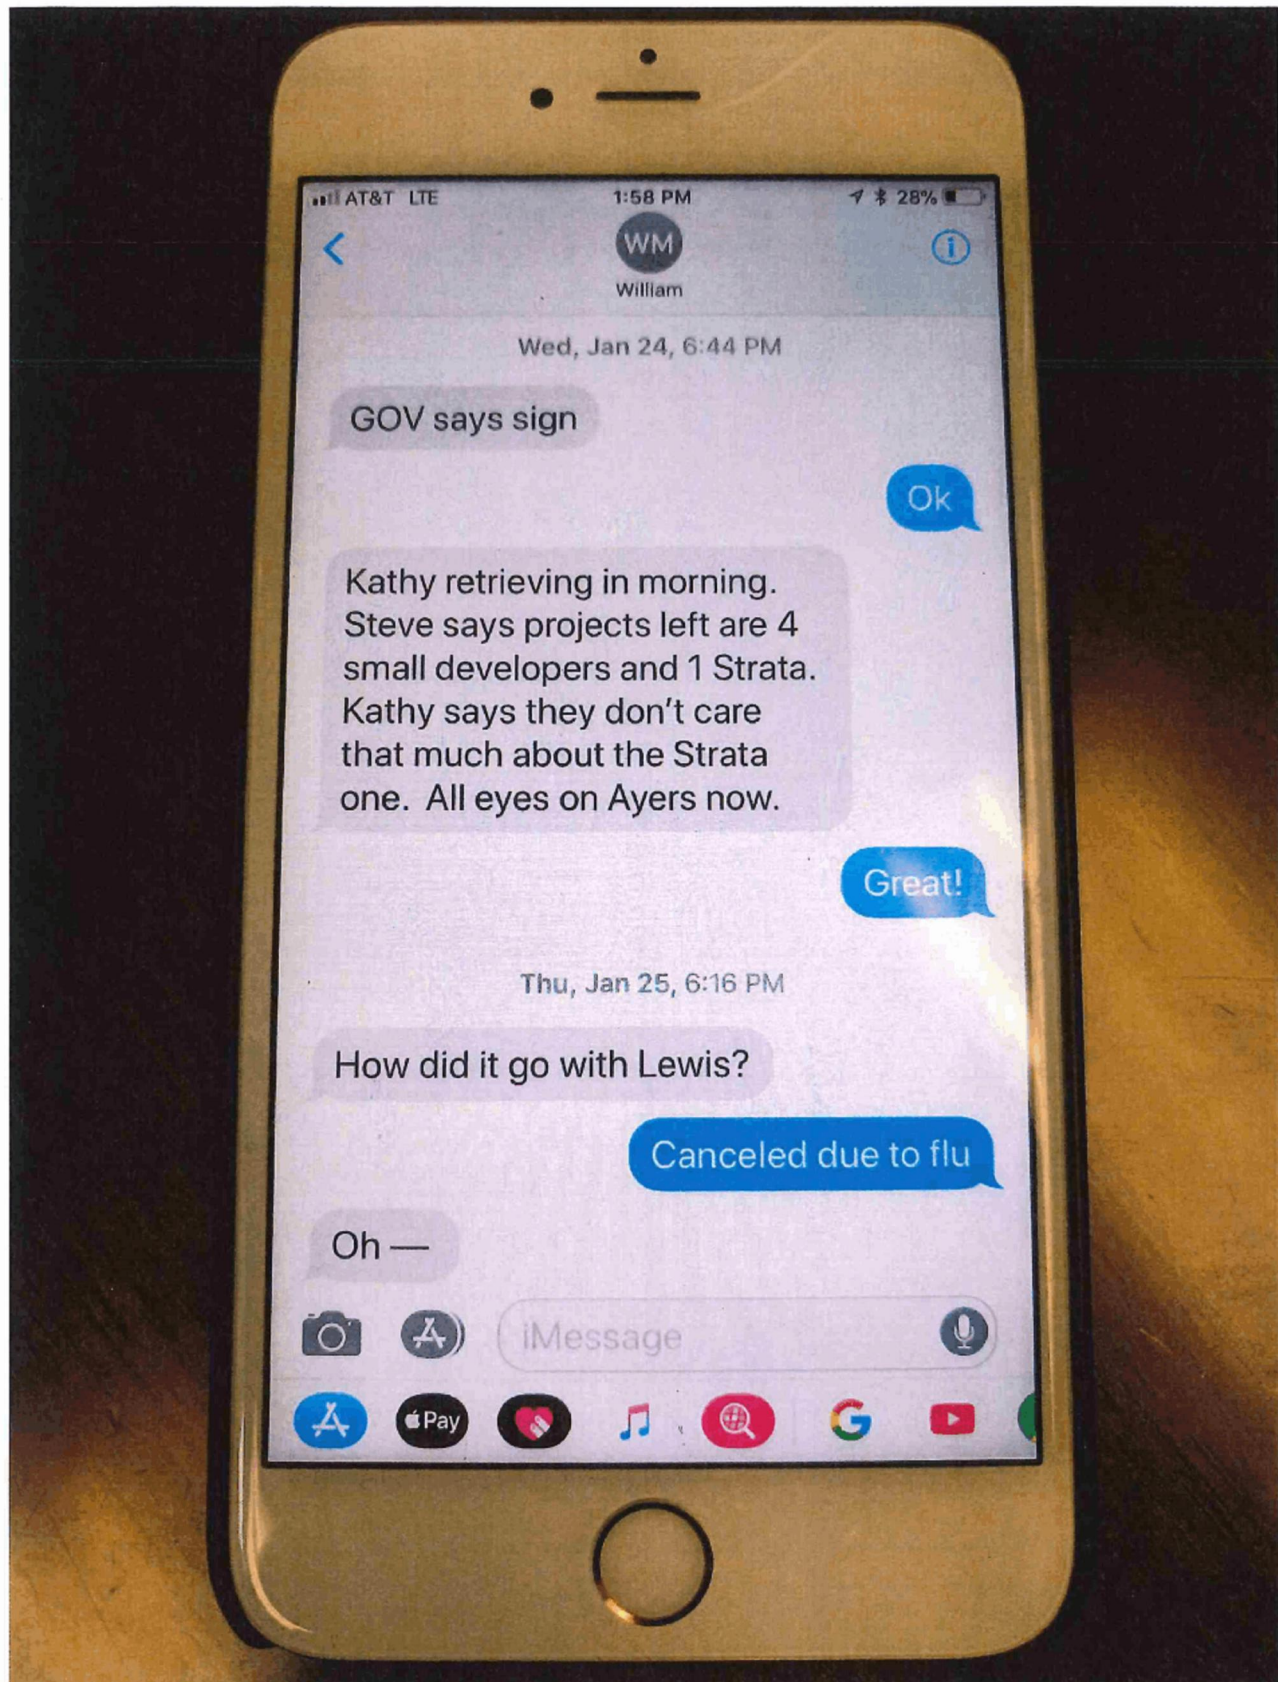 AT&T LTE 1:58 PM 28%
WM
William
Wed, Jan 24, 6:44 PM
GOV says sign
Ok
Kathy retrieving in morning.
Steve says projects left are 4
small developers and 1 Strata.
Kathy says they don't care
that much about the Strata
one.  All eyes on Ayers now.
Great!
Thu, Jan 25, 6:16 PM
How did it go with Lewis?
Canceled due to flu
Oh —
iMessage
Pay